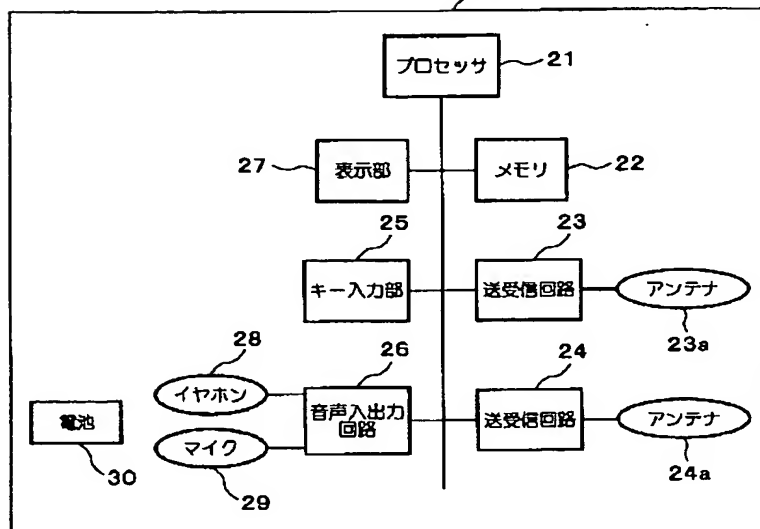 プロセッサ 21
27 表示部 メモリ 22
25 23
キー入力部 送受信回路 アンテナ
23a
28 26 24
イヤホン 音声入出力
回路 送受信回路 アンテナ
電池 マイク 24a
30 29